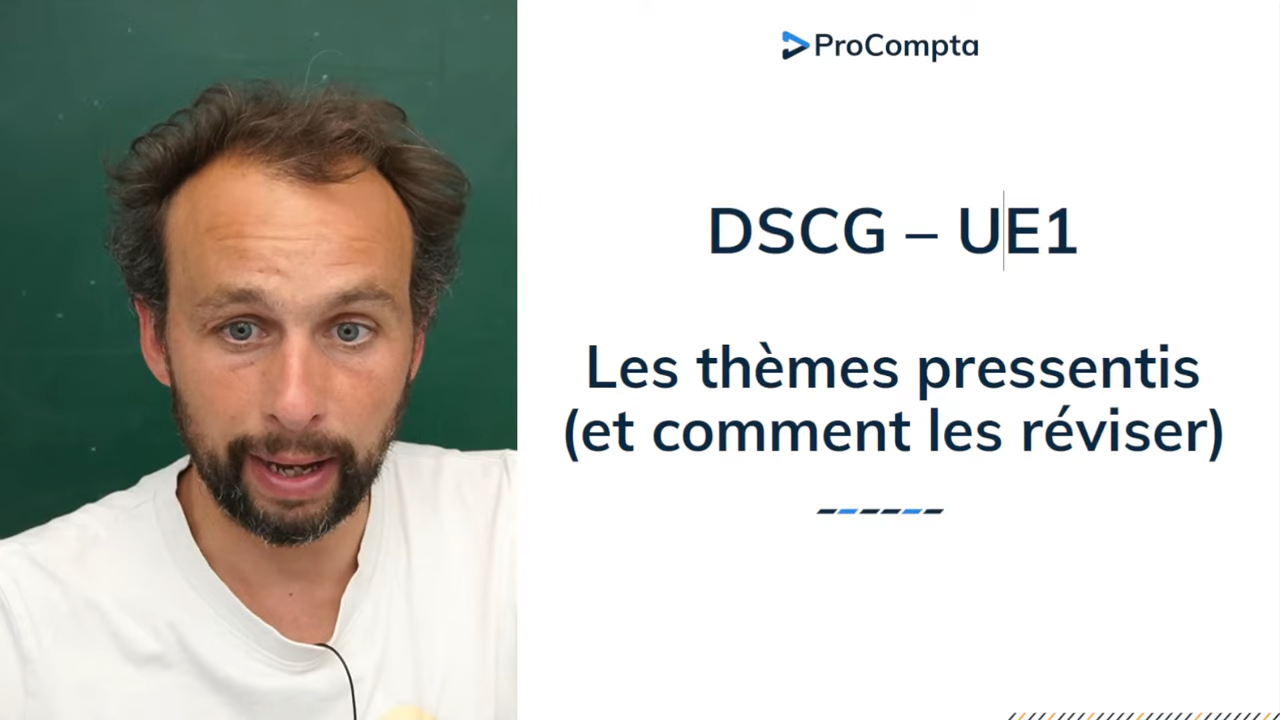 ProCompta
DSCG – UE1
Les thèmes pressentis
(et comment les réviser)